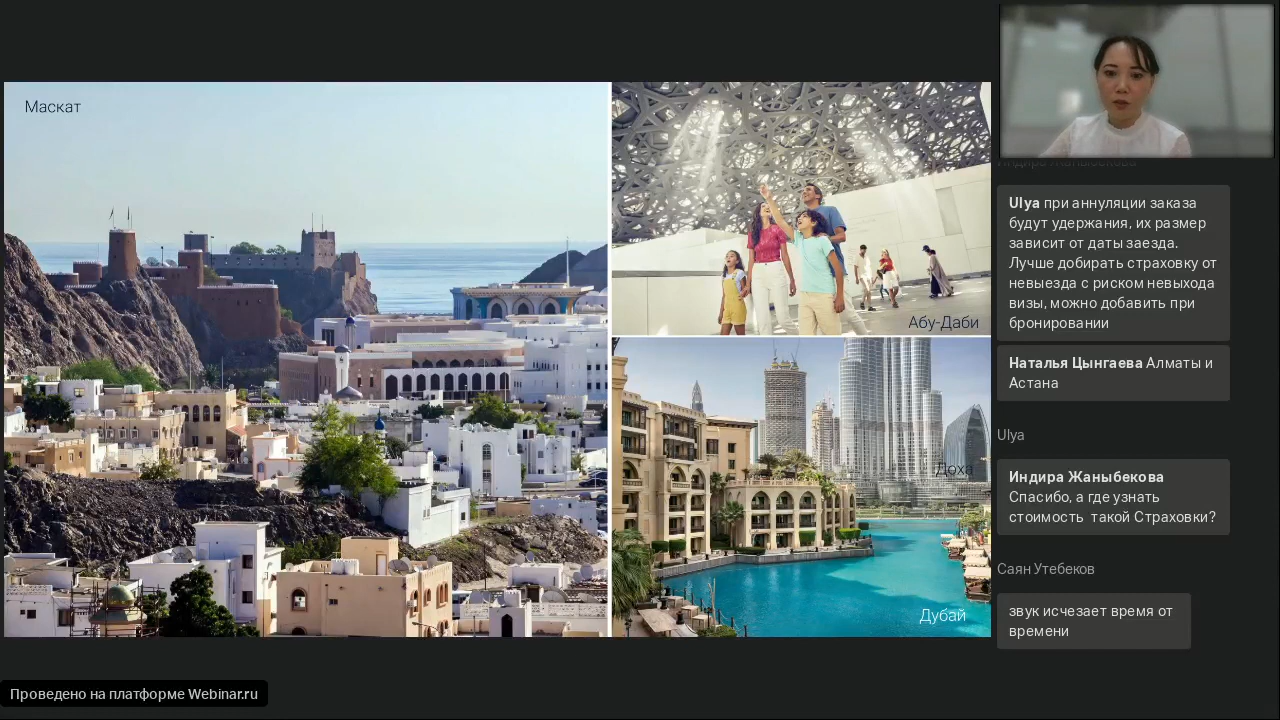 Маскат
Абу-Даби
Доха
Дубай
Индира Жаныбекова
Ulya при аннуляции заказа
будут удержания, их размер
зависит от даты заезда.
Лучше добирать страховку от
невыезда с риском невыхода
визы, можно добавить при
бронировании
Наталья Цынгаева Алматы и
Астана
Ulya
Индира Жаныбекова
Спасибо, а где узнать
стоимость такой Страховки?
Саян Утебеков
звук исчезает время от
времени
Проведено на платформе Webinar.ru